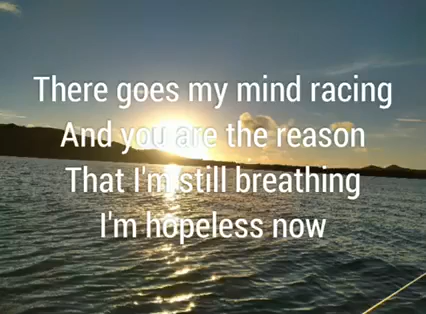 There goes my mind racing
And you are the reason
That I'm still breathing
I'm hopeless now